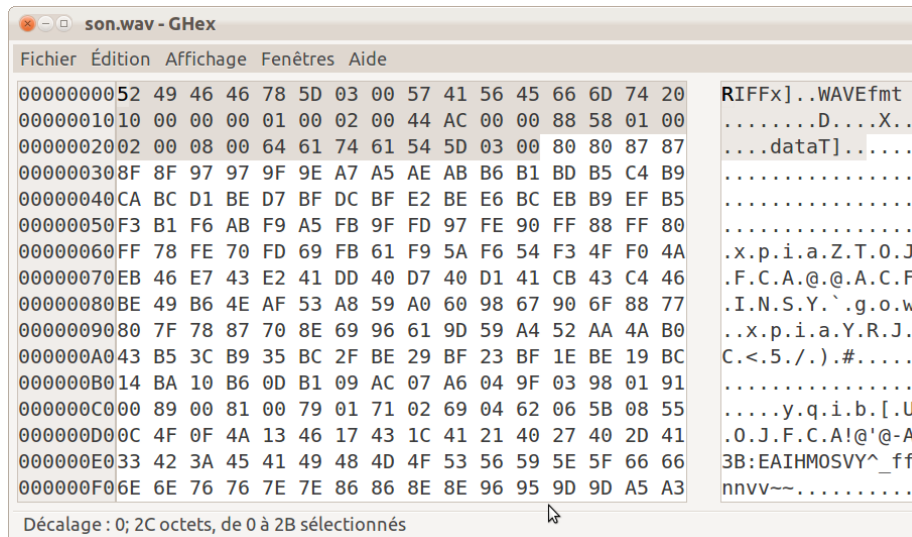 son.wav - GHex
Fichier Édition Affichage Fenêtres Aide
00000000 52 49 46 46 78 5D 03 00 57 41 56 45 66 6D 74 20 RIFFx]..WAVEfmt
00000010 10 00 00 00 01 00 02 00 44 AC 00 00 88 58 01 00 ........D....X..
00000020 02 00 08 00 64 61 74 61 54 5D 03 00 80 80 87 87 ....dataT]......
00000030 8F 8F 97 97 9F 9E A7 A5 AE AB B6 B1 BD B5 C4 B9 ................
00000040 CA BC D1 BE D7 BF DC BF E2 BE E6 BC EB B9 EF B5 ................
00000050 F3 B1 F6 AB F9 A5 FB 9F FD 97 FE 90 FF 88 FF 80 ................
00000060 FF 78 FE 70 FD 69 FB 61 F9 5A F6 54 F3 4F F0 4A .x.p.i.a.Z.T.O.J
00000070 EB 46 E7 43 E2 41 DD 40 D7 40 D1 41 CB 43 C4 46 .F.C.A.@.@.A.C.F
00000080 BE 49 B6 4E AF 53 A8 59 A0 60 98 67 90 6F 88 77 .I.N.S.Y.`.g.o.w
00000090 80 7F 78 87 70 8E 69 96 61 9D 59 A4 52 AA 4A B0 ..x.p.i.a.Y.R.J.
000000A0 43 B5 3C B9 35 BC 2F BE 29 BF 23 BF 1E BE 19 BC C.<.5./.).#.....
000000B0 14 BA 10 B6 0D B1 09 AC 07 A6 04 9F 03 98 01 91 ................
000000C0 00 89 00 81 00 79 01 71 02 69 04 62 06 5B 08 55 .....y.q.i.b.[.U
000000D0 0C 4F 0F 4A 13 46 17 43 1C 41 21 40 27 40 2D 41 .O.J.F.C.A!@'@-A
000000E0 33 42 3A 45 41 49 48 4D 4F 53 56 59 5E 5F 66 66 3B:EAIHMOSVY^_ff
000000F0 6E 6E 76 76 7E 7E 86 86 8E 8E 96 95 9D 9D A5 A3 nnvv~~..........
Décalage : 0; 2C octets, de 0 à 2B sélectionnés